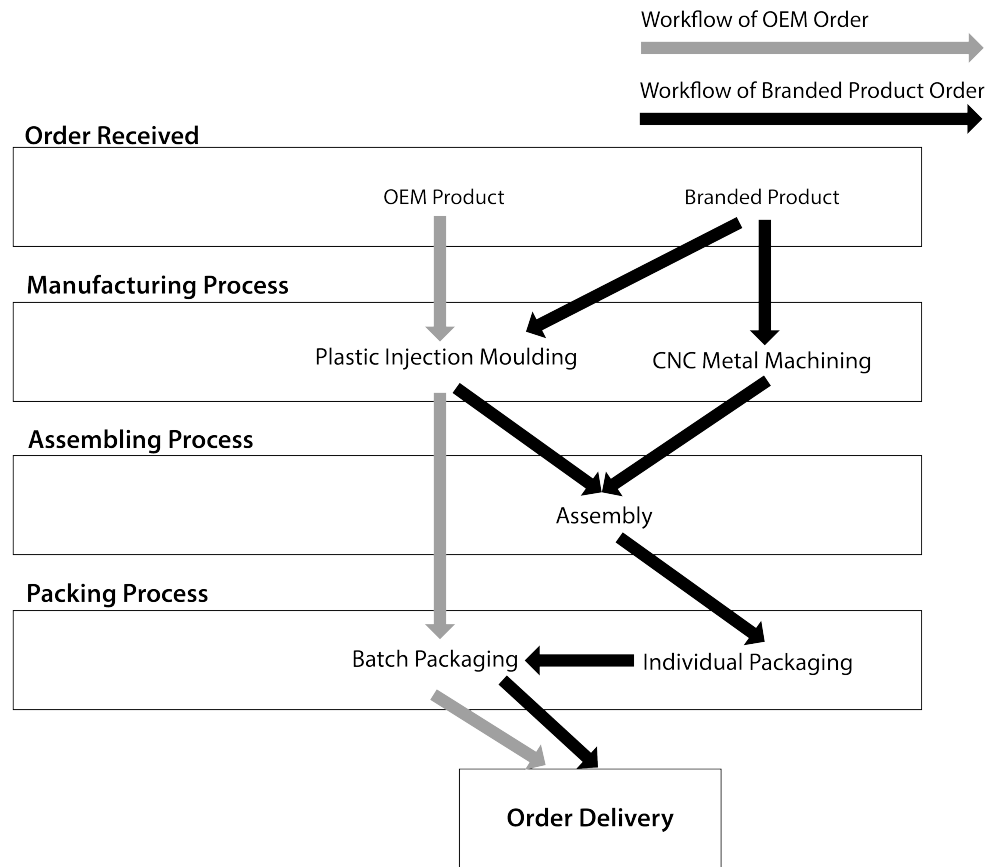 Workflow of OEM Order
Workflow of Branded Product Order
Order Received
OEM Product
Branded Product
Manufacturing Process
Plastic Injection Moulding
CNC Metal Machining
Assembling Process
Assembly
Packing Process
Batch Packaging
Individual Packaging
Order Delivery